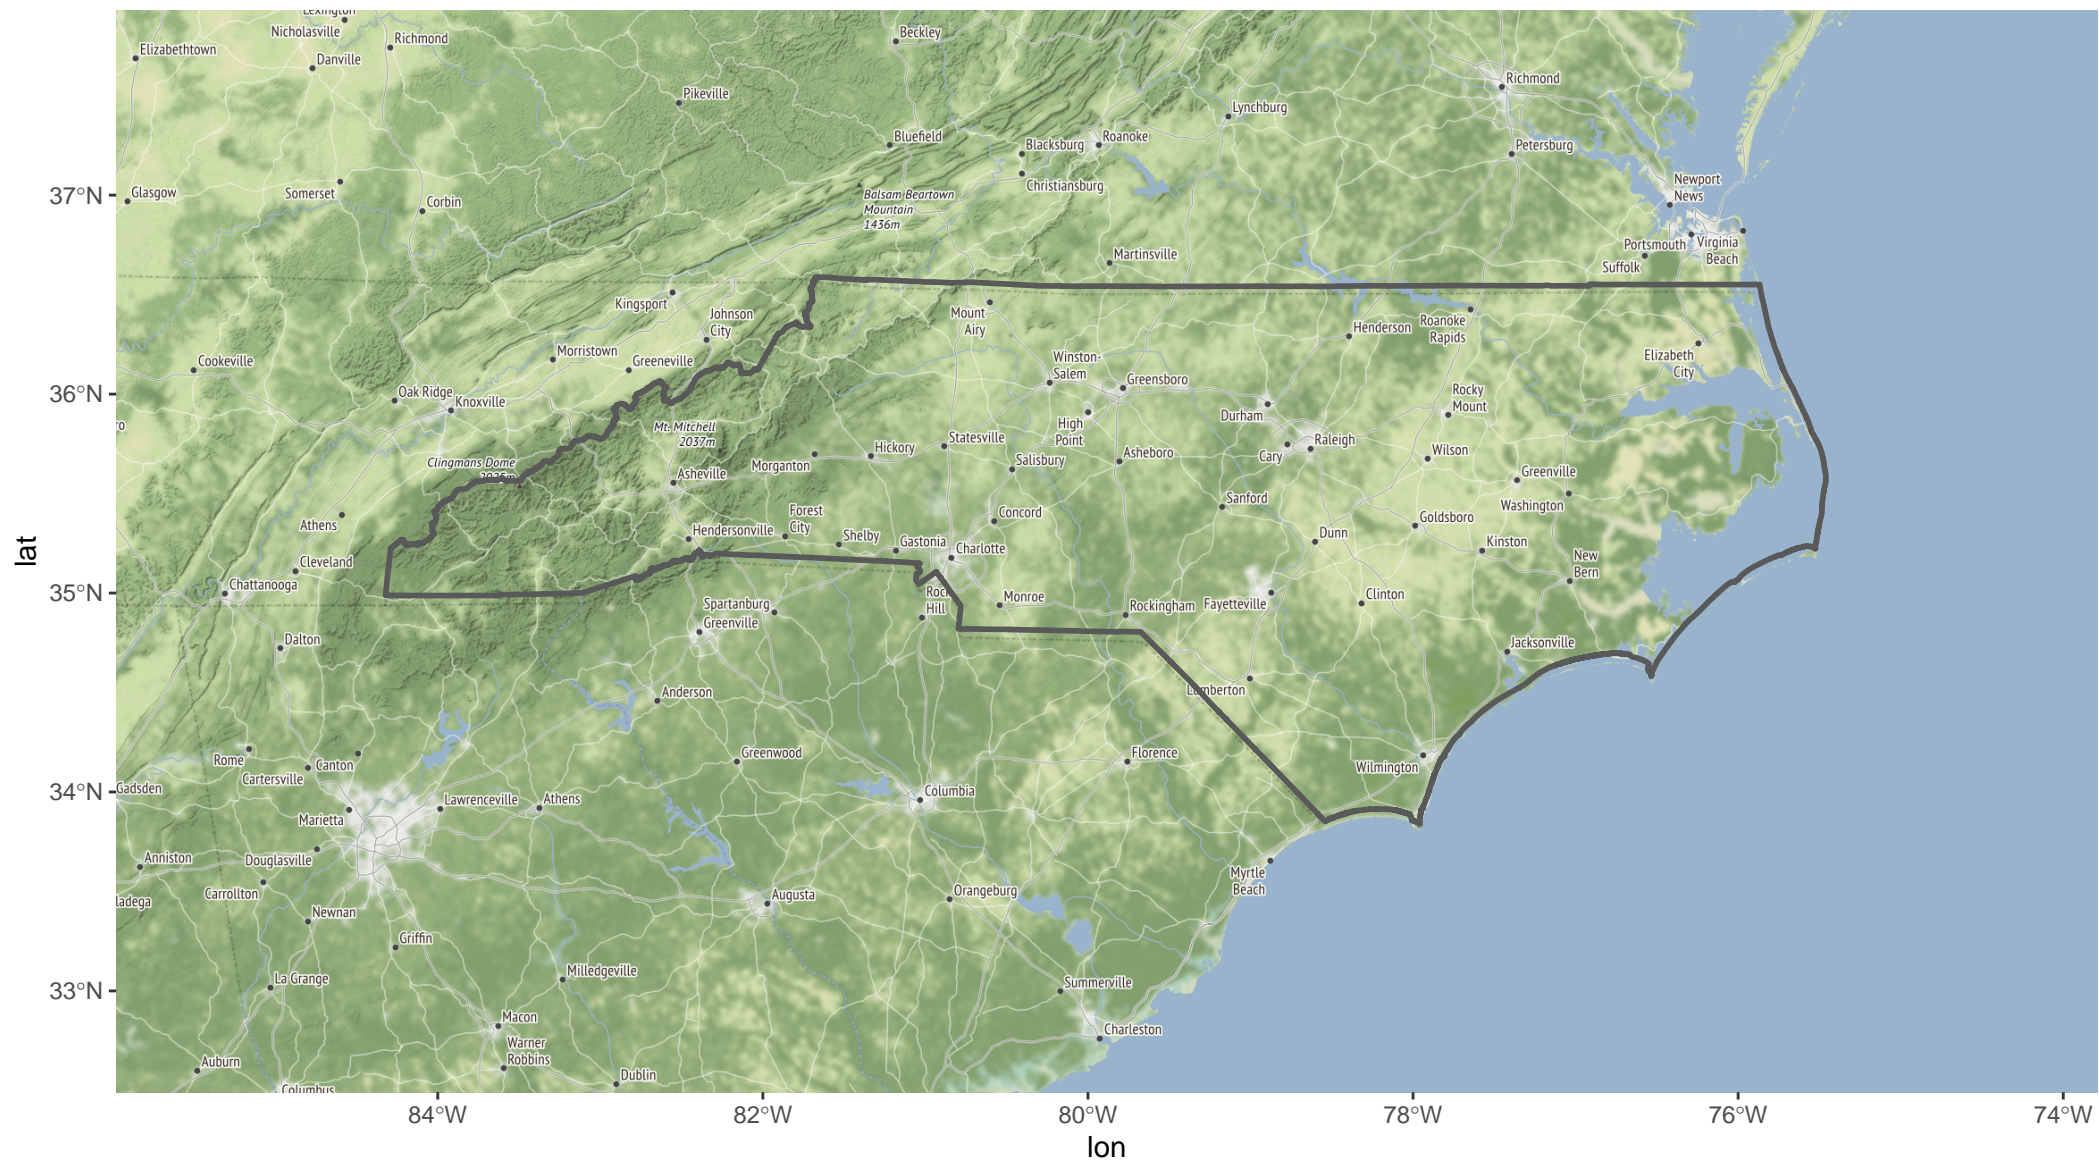 Lexington
Nicholasville
Richmond
Beckley
Elizabethtown
Danville
Richmond
Pikeville
Lynchburg
Bluefield
Roanoke
Blacksburg
Petersburg
Christiansburg
Newport
News
37°N
Glasgow
Somerset
Corbin
Balsam Beartown
Mountain
1436m
Portsmouth
Virginia
Beach
Martinsville
Suffolk
Kingsport
Johnson
City
Mount
Airy
Henderson
Roanoke
Rapids
Morristown
Greeneville
Cookeville
Winston-
Salem
Elizabeth
City
36°N
Oak Ridge
Knoxville
Greensboro
Rocky
Mount
Durham
ro
Mt. Mitchell
2037m
High
Point
Hickory
Statesville
Raleigh
Clingmans Dome
Morganton
Salisbury
Asheboro
Cary
Wilson
Asheville
Greenville
Sanford
Washington
Athens
Forest
City
Concord
Goldsboro
Hendersonville
Shelby
Gastonia
Charlotte
Dunn
Kinston
lat
Cleveland
New
Bern
Chattanooga
35°N
Rock
Hill
Monroe
Clinton
Spartanburg
Rockingham
Fayetteville
Greenville
Dalton
Jacksonville
Anderson
Lumberton
Rome
Canton
Greenwood
Florence
Wilmington
Cartersville
34°N
Gadsden
Lawrenceville
Athens
Columbia
Marietta
Anniston
Douglasville
Myrtle
Beach
Carrollton
Augusta
Orangeburg
ladega
Newnan
Griffin
La Grange
Milledgeville
Summerville
33°N
Macon
Charleston
Warner
Robbins
Auburn
Dublin
Columbus
84°W
82°W
80°W
78°W
76°W
74°W
lon